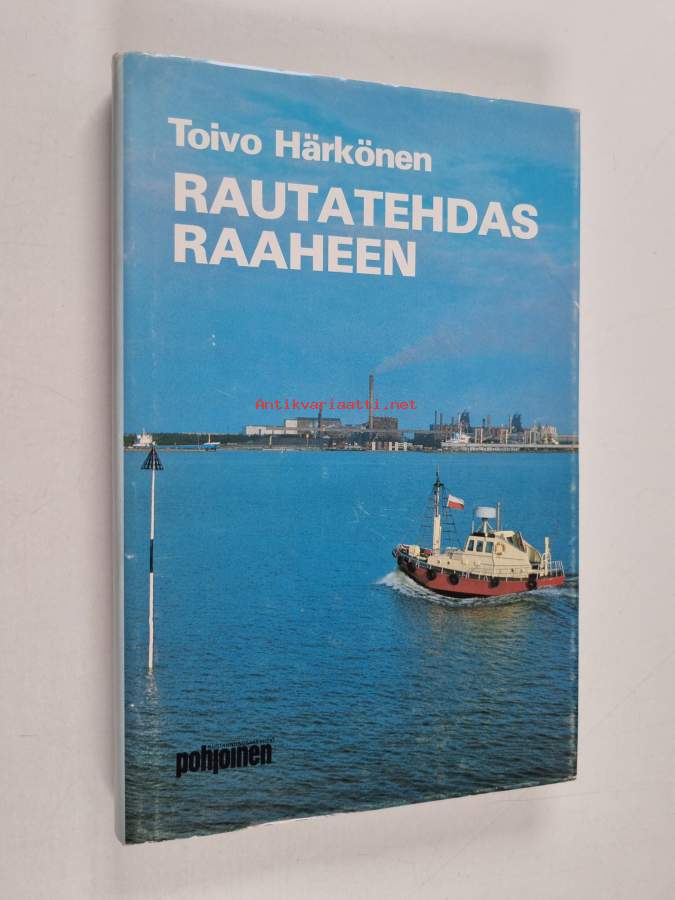 Toivo Härkönen
RAUTATEHDAS
RAAHEEN
Antikvariaatti.net
pohjoinen